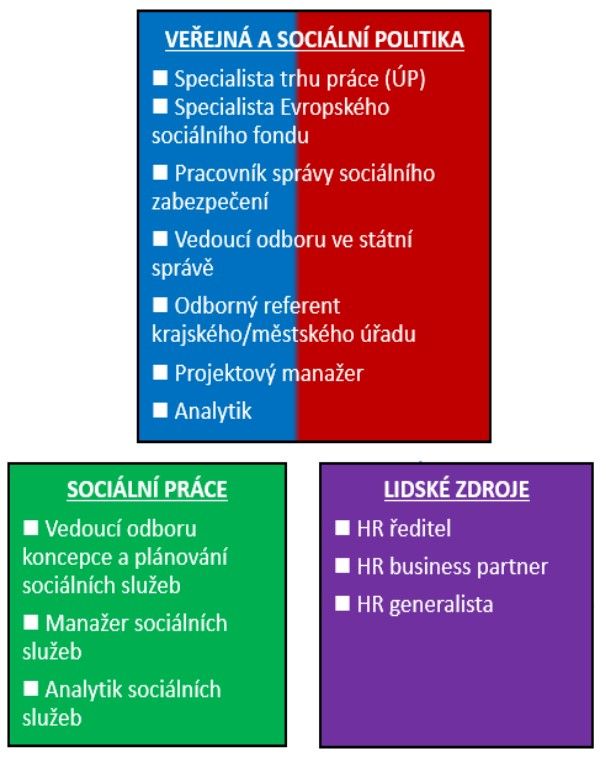 VEŘEJNÁ A SOCIÁLNÍ POLITIKA
■ Specialista trhu práce (ÚP)
■ Specialista Evropského
sociálního fondu
■ Pracovník správy sociálního
zabezpečení
■ Vedoucí odboru ve státní
správě
■ Odborný referent
krajského/městského úřadu
■ Projektový manažer
■ Analytik
SOCIÁLNÍ PRÁCE
■ Vedoucí odboru
koncepce a plánování
sociálních služeb
■ Manažer sociálních
služeb
■ Analytik sociálních
služeb
LIDSKÉ ZDROJE
■ HR ředitel
■ HR business partner
■ HR generalista